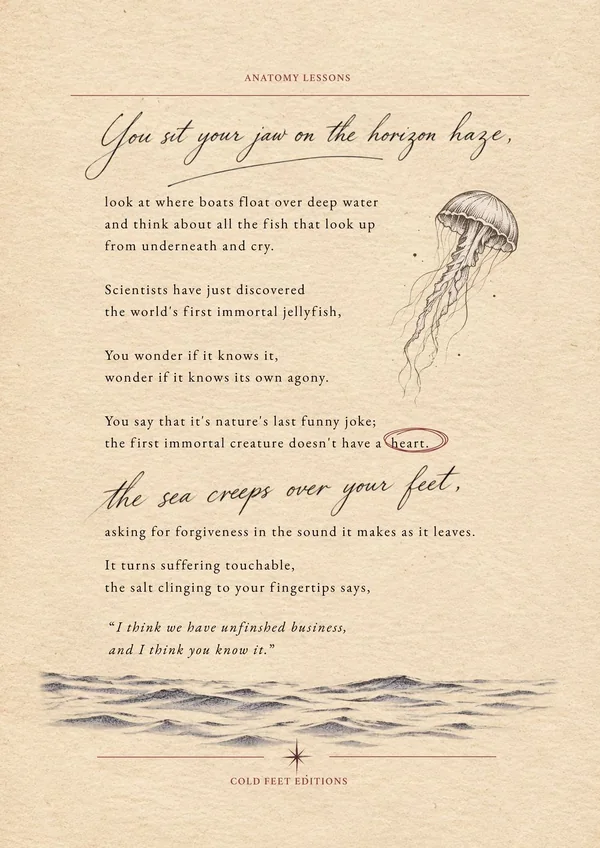 ANATOMY LESSONS
You sit your jaw on the horizon haze,
look at where boats float over deep water
and think about all the fish that look up
from underneath and cry.
Scientists have just discovered
the world's first immortal jellyfish,
You wonder if it knows it,
wonder if it knows its own agony.
You say that it's nature's last funny joke;
the first immortal creature doesn't have a heart.
the sea creeps over your feet,
asking for forgiveness in the sound it makes as it leaves.
It turns suffering touchable,
the salt clinging to your fingertips says,
“I think we have unfinshed business,
and I think you know it.”
COLD FEET EDITIONS